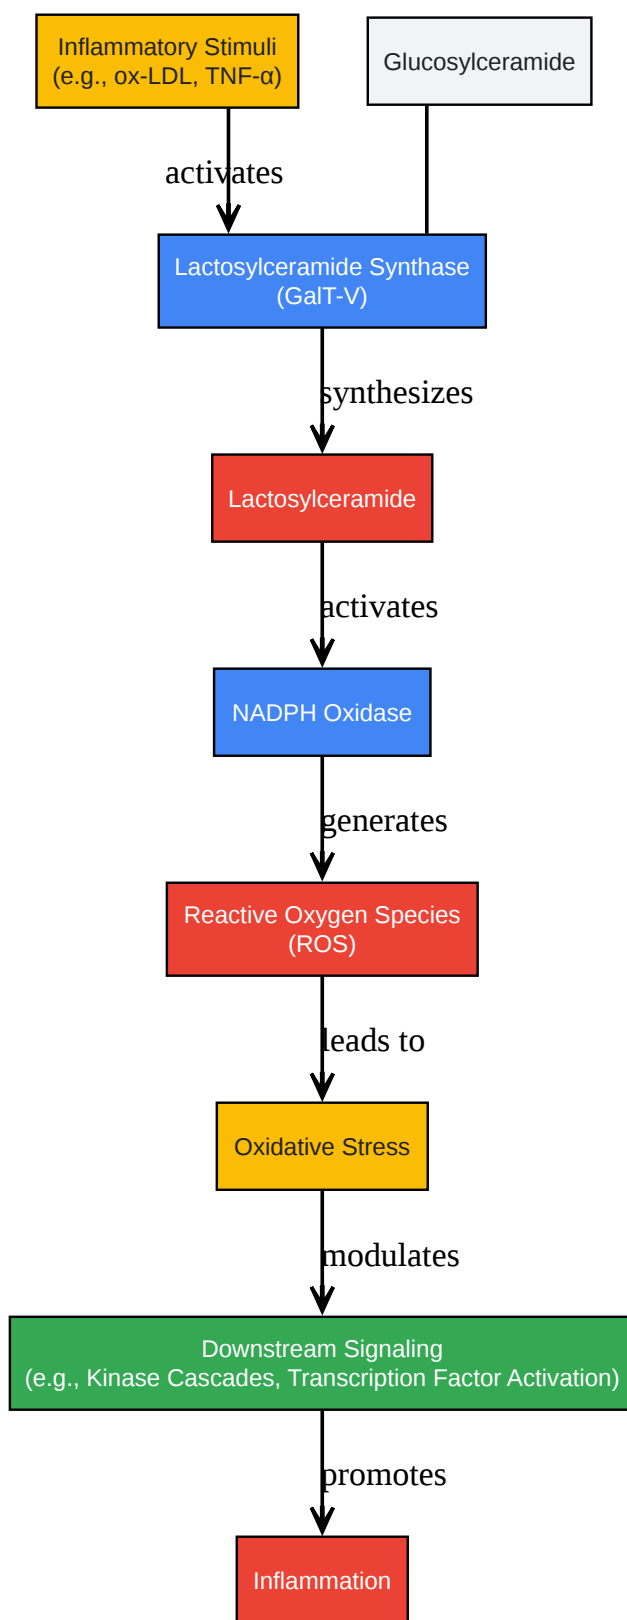 Inflammatory Stimuli
(e.g., ox-LDL, TNF-α)
Glucosylceramide
activates
Lactosylceramide Synthase
(GalT-V)
synthesizes
Lactosylceramide
activates
NADPH Oxidase
generates
Reactive Oxygen Species
(ROS)
leads to
Oxidative Stress
modulates
Downstream Signaling
(e.g., Kinase Cascades, Transcription Factor Activation)
promotes
Inflammation